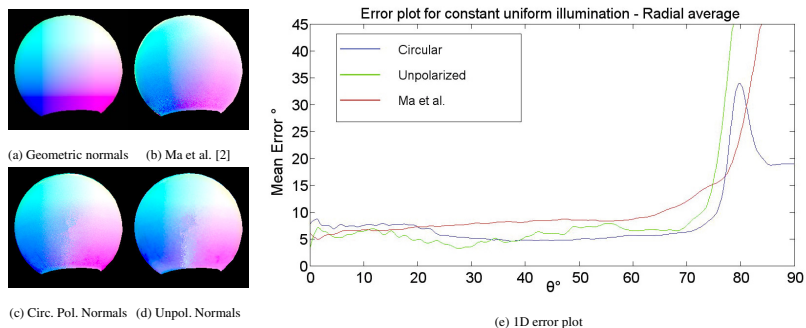 (a) Geometric normals
(b) Ma et al. [2]
(c) Circ. Pol. Normals
(d) Unpol. Normals
Error plot for constant uniform illumination - Radial average
Circular
Unpolarized
Ma et al.
Mean Error °
45
40
35
30
25
20
15
10
5
0
0 10 20 30 40 50 60 70 80 90
θ°
(e) 1D error plot